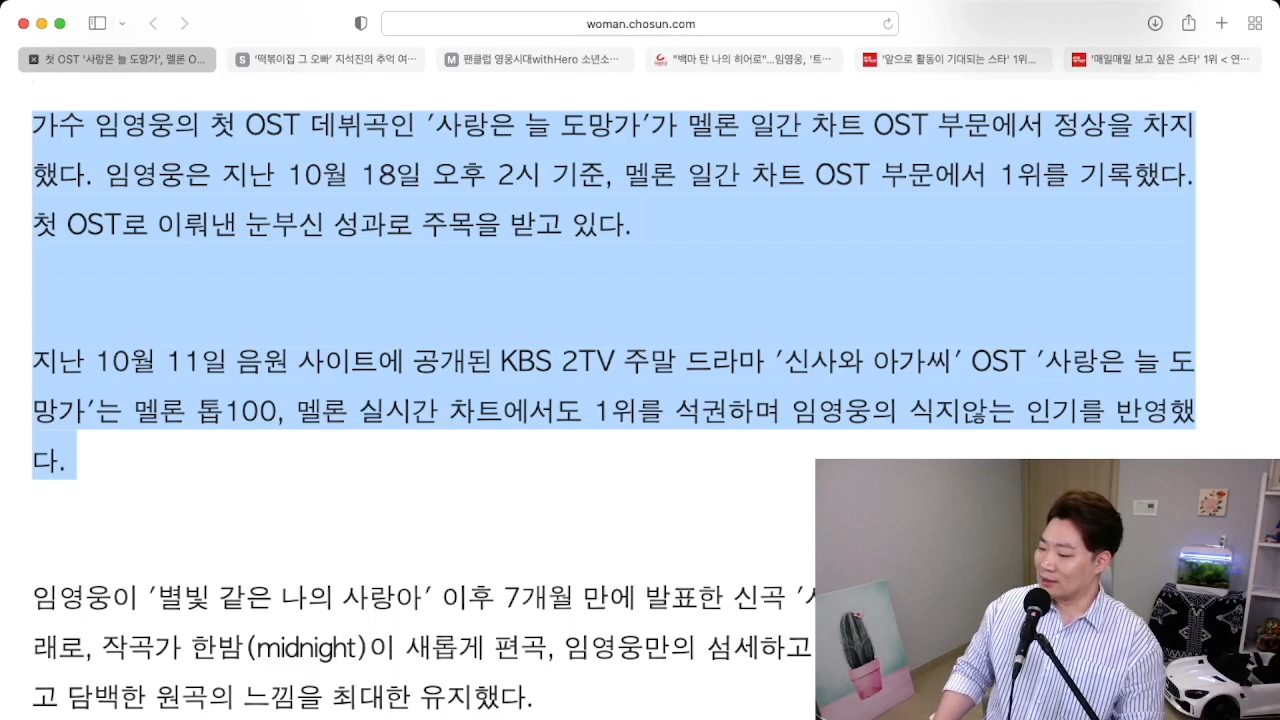 woman.chosun.com
첫 OST '사랑은 늘 도망가', 멜론 O...
S '떡볶이집 그 오빠' 지석진의 추억 여...
M 팬클럽 영웅시대withHero 소년소...
"백마 탄 나의 히어로"...임영웅, '트...
'앞으로 활동이 기대되는 스타' 1위...
'매일매일 보고 싶은 스타' 1위 < 연...
가수 임영웅의 첫 OST 데뷔곡인 '사랑은 늘 도망가'가 멜론 일간 차트 OST 부문에서 정상을 차지
했다. 임영웅은 지난 10월 18일 오후 2시 기준, 멜론 일간 차트 OST 부문에서 1위를 기록했다.
첫 OST로 이뤄낸 눈부신 성과로 주목을 받고 있다.
지난 10월 11일 음원 사이트에 공개된 KBS 2TV 주말 드라마 '신사와 아가씨' OST '사랑은 늘 도
망가'는 멜론 톱100, 멜론 실시간 차트에서도 1위를 석권하며 임영웅의 식지않는 인기를 반영했
다.
임영웅이 '별빛 같은 나의 사랑아' 이후 7개월 만에 발표한 신곡 '
래로, 작곡가 한밤(midnight)이 새롭게 편곡, 임영웅만의 섬세하고
고 담백한 원곡의 느낌을 최대한 유지했다.